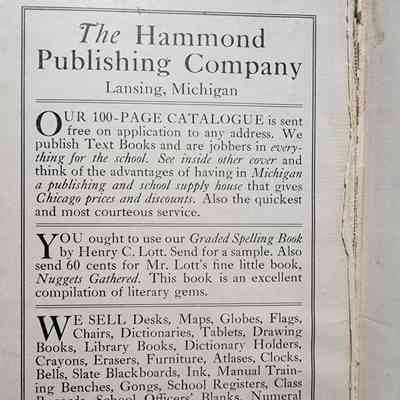 The Hammond
Publishing Company
Lansing, Michigan
OUR 100-PAGE CATALOGUE is sent
free on application to any address. We
publish Text Books and are jobbers in every-
thing for the school. See inside other cover and
think of the advantages of having in Michigan
a publishing and school supply house that gives
Chicago prices and discounts. Also the quickest
and most courteous service.
YOU ought to use our Graded Spelling Book
by Henry C. Lott. Send for a sample. Also
send 60 cents for Mr. Lott's fine little book,
Nuggets Gathered. This book is an excellent
compilation of literary gems.
WE SELL Desks, Maps, Globes, Flags,
Chairs, Dictionaries, Tablets, Drawing
Books, Library Books, Dictionary Holders,
Crayons, Erasers, Furniture, Atlases, Clocks,
Bells, Slate Blackboards, Ink, Manual Train-
ing Benches, Gongs, School Registers, Class
Records, School Officers' Blanks, Numeral